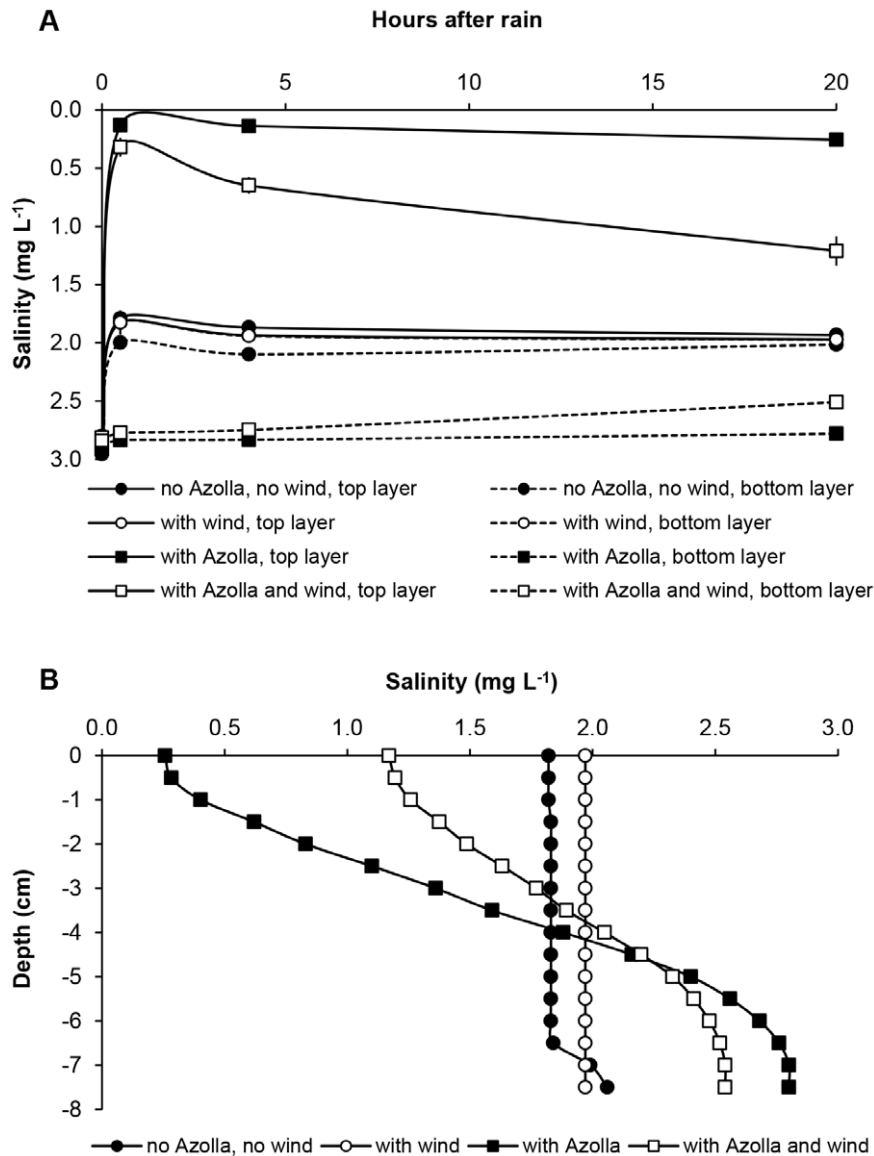 A
Hours after rain
0 5 10 15 20
0.0
0.5
1.0
1.5
2.0
2.5
3.0
Salinity (mg L-1)
no Azolla, no wind, top layer no Azolla, no wind, bottom layer
with wind, top layer with wind, bottom layer
with Azolla, top layer with Azolla, bottom layer
with Azolla and wind, top layer with Azolla and wind, bottom layer
B
Salinity (mg L-1)
0.0 0.5 1.0 1.5 2.0 2.5 3.0
0
-1
-2
-3
-4
-5
-6
-7
-8
Depth (cm)
no Azolla, no wind with wind with Azolla with Azolla and wind